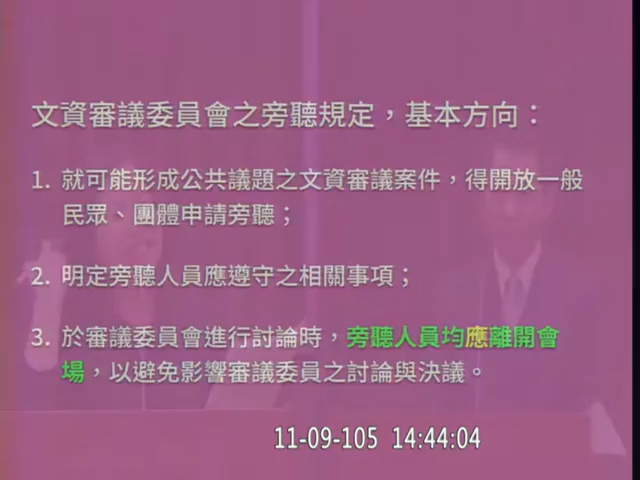 文資審議委員會之旁聽規定，基本方向：
1. 就可能形成公共議題之文資審議案件，得開放一般
民眾、團體申請旁聽；
2. 明定旁聽人員應遵守之相關事項；
3. 於審議委員會進行討論時，旁聽人員均應離開會
場，以避免影響審議委員之討論與決議。
11-09-105 14:44:04